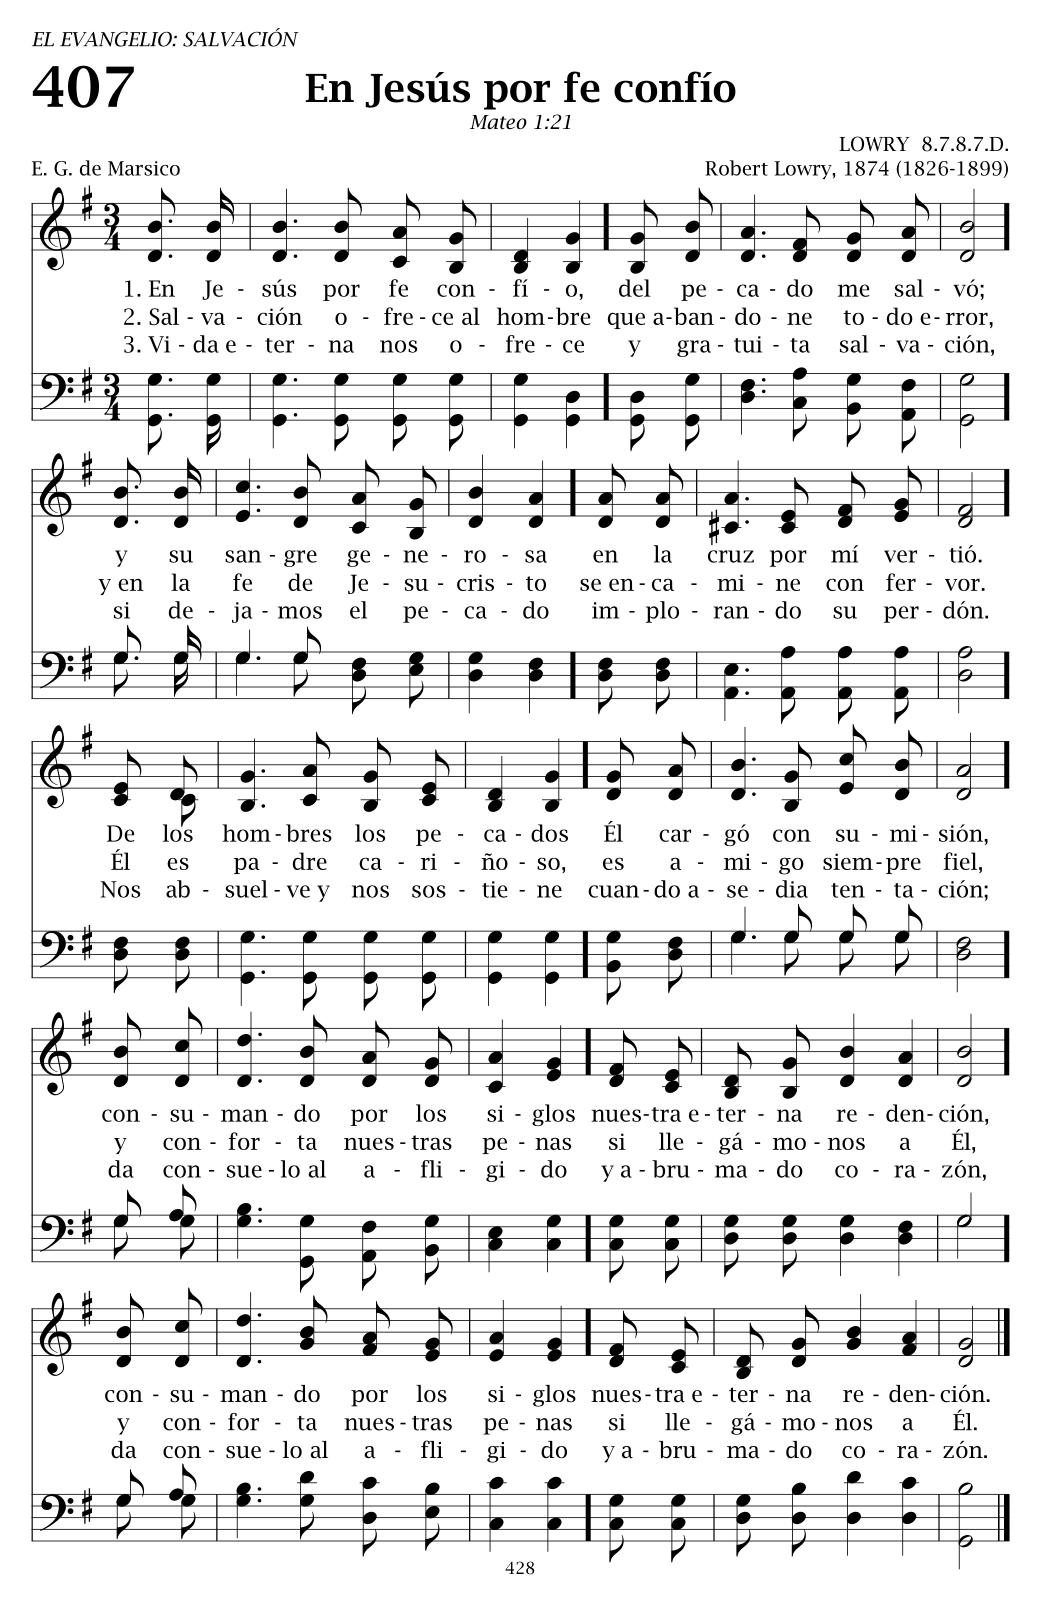 EL EVANGELIO: SALVACIÓN
407
En Jesús por fe confío
Mateo 1:21
LOWRY 8.7.8.7.D.
E. G. de Marsico
Robert Lowry, 1874 (1826-1899)
3 4
1. En Je - sús por fe con - fí - o, del pe - ca - do me sal - vó;
2. Sal - va - ción o - fre - ce al hom - bre que a - ban - do - ne to - do e - rror,
3. Vi - da e - ter - na nos o - fre - ce y gra - tui - ta sal - va - ción,
3 4
y su san - gre ge - ne - ro - sa en la cruz por mí ver - tió.
y en la fe de Je - su - cris - to se en - ca - mi - ne con fer - vor.
si de - ja - mos el pe - ca - do im - plo - ran - do su per - dón.
De los hom - bres los pe - ca - dos Él car - gó con su - mi - sión,
Él es pa - dre ca - ri - ño - so, es a - mi - go siem - pre fiel,
Nos ab - suel - ve y nos sos - tie - ne cuan - do a - se - dia ten - ta - ción;
con - su - man - do por los si - glos nues - tra e - ter - na re - den - ción,
y con - for - ta nues - tras pe - nas si lle - gá - mo - nos a Él,
da con - sue - lo al a - fli - gi - do y a - bru - ma - do co - ra - zón,
con - su - man - do por los si - glos nues - tra e - ter - na re - den - ción.
y con - for - ta nues - tras pe - nas si lle - gá - mo - nos a Él.
da con - sue - lo al a - fli - gi - do y a - bru - ma - do co - ra - zón.
428